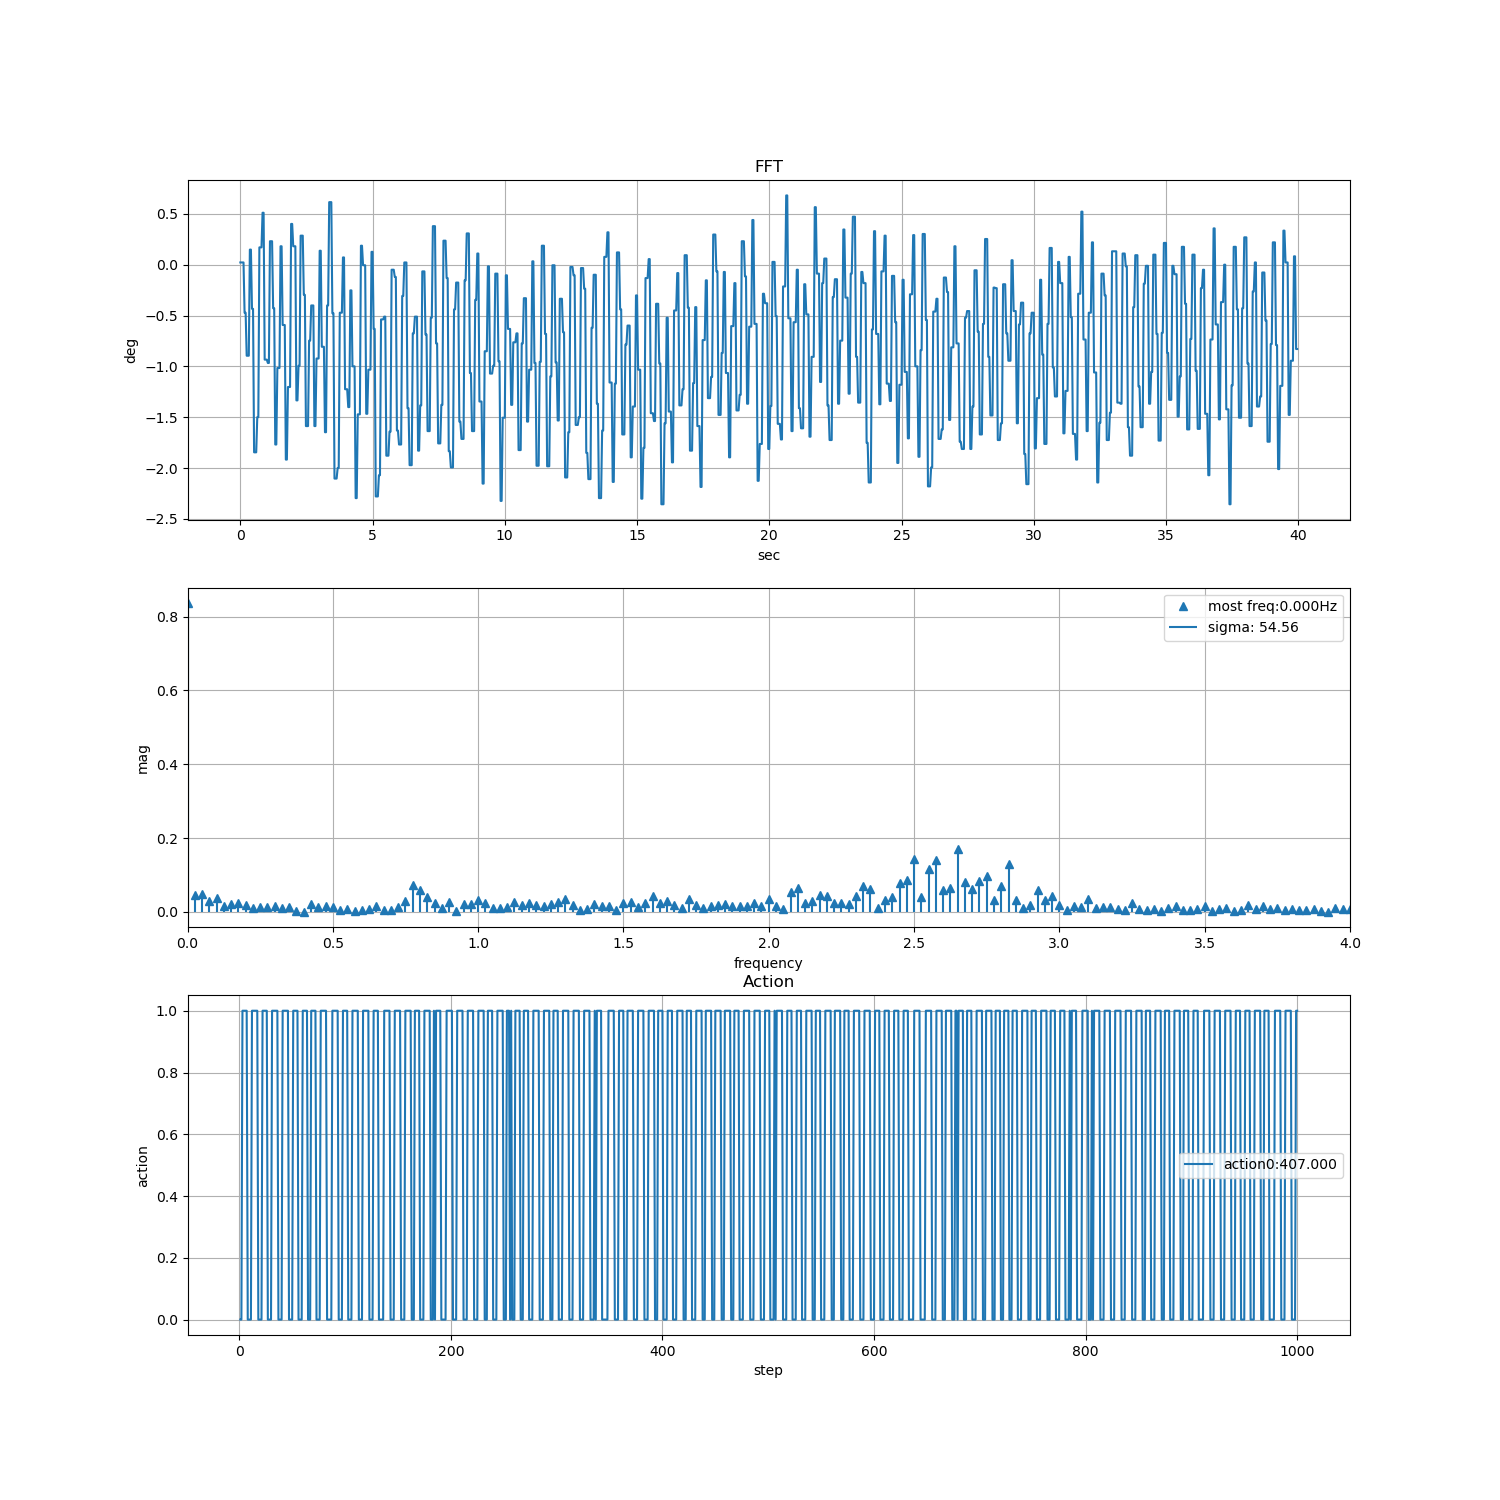 FFT
0.5
0.0
−0.5
−1.0
−1.5
−2.0
−2.5
deg
0 5 10 15 20 25 30 35 40
sec
most freq:0.000Hz
sigma: 54.56
0.8
0.6
0.4
0.2
0.0
mag
0.0 0.5 1.0 1.5 2.0 2.5 3.0 3.5 4.0
frequency
Action
1.0
0.8
0.6
0.4
0.2
0.0
action
action0:407.000
0 200 400 600 800 1000
step